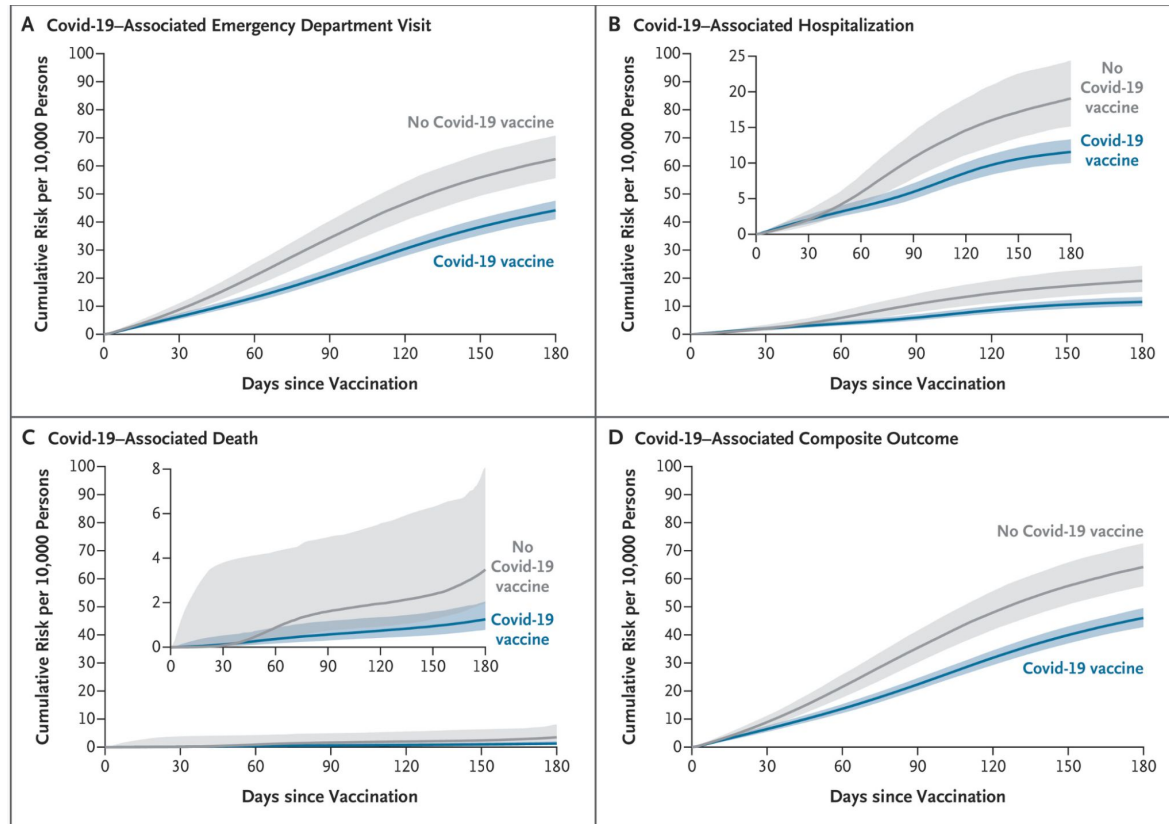 A Covid-19–Associated Emergency Department Visit
Cumulative Risk per 10,000 Persons
100
90
80
70
60
50
40
30
20
10
0
No Covid-19 vaccine
Covid-19 vaccine
0 30 60 90 120 150 180
Days since Vaccination
B Covid-19–Associated Hospitalization
Cumulative Risk per 10,000 Persons
100
90
80
70
60
50
40
30
20
10
0
25
20
15
10
5
0
0 30 60 90 120 150 180
No
Covid-19
vaccine
Covid-19
vaccine
0 30 60 90 120 150 180
Days since Vaccination
C Covid-19–Associated Death
Cumulative Risk per 10,000 Persons
100
90
80
70
60
50
40
30
20
10
0
8
6
4
2
0
0 30 60 90 120 150 180
No
Covid-19
vaccine
Covid-19
vaccine
0 30 60 90 120 150 180
Days since Vaccination
D Covid-19–Associated Composite Outcome
Cumulative Risk per 10,000 Persons
100
90
80
70
60
50
40
30
20
10
0
No Covid-19 vaccine
Covid-19 vaccine
0 30 60 90 120 150 180
Days since Vaccination